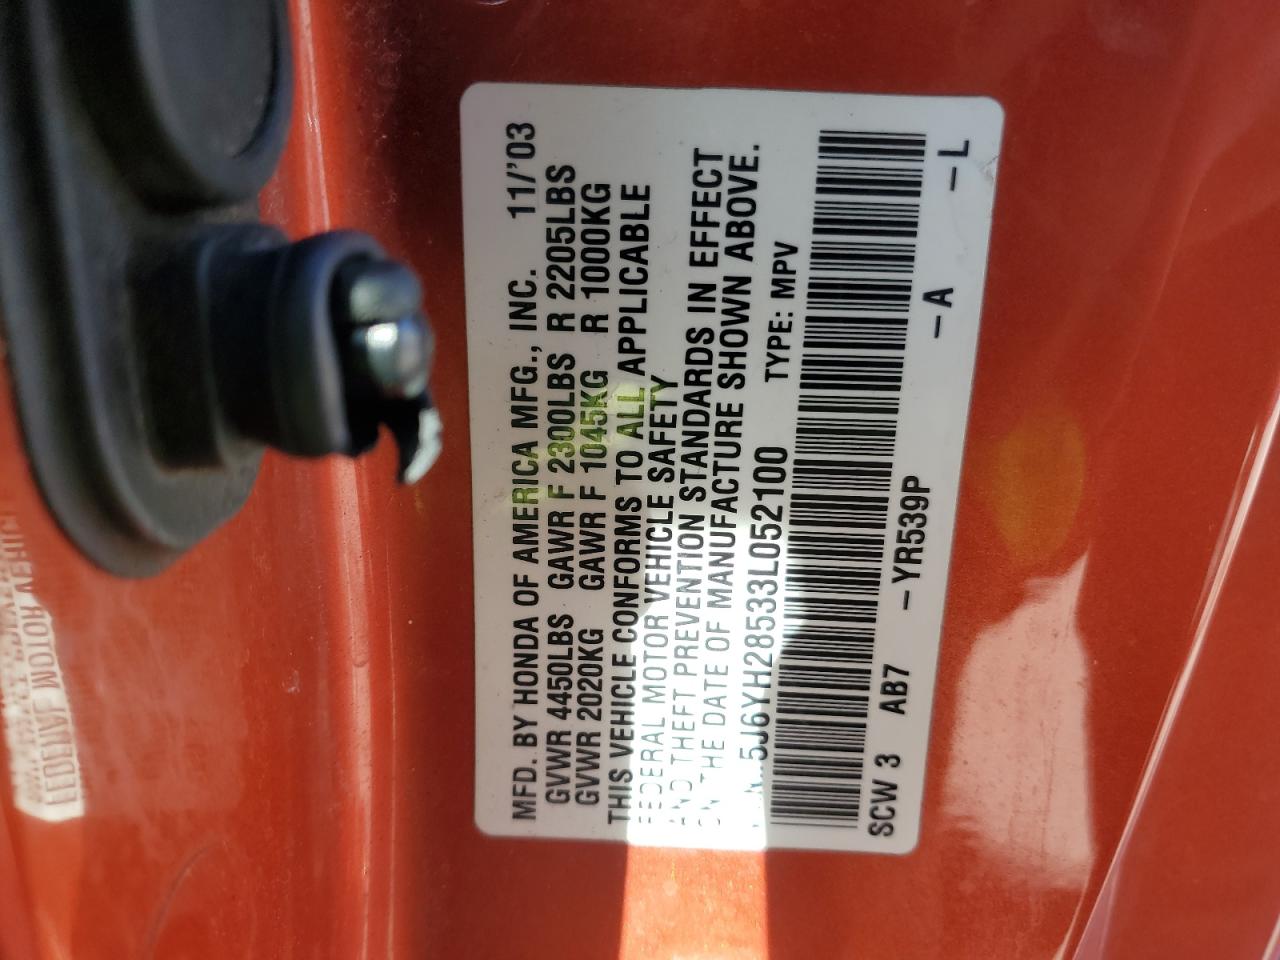 MFD. BY HONDA OF AMERICA MFG., INC. 11/'03
GVWR 4450LBS GAWR F 2300LBS R 2205LBS
GVWR 2020KG GAWR F 1045KG R 1000KG
THIS VEHICLE CONFORMS TO ALL APPLICABLE
FEDERAL MOTOR VEHICLE SAFETY
AND THEFT PREVENTION STANDARDS IN EFFECT
ON THE DATE OF MANUFACTURE SHOWN ABOVE.
5J6YH28533L052100 TYPE: MPV
SCW 3 AB7 –YR539P –A –L